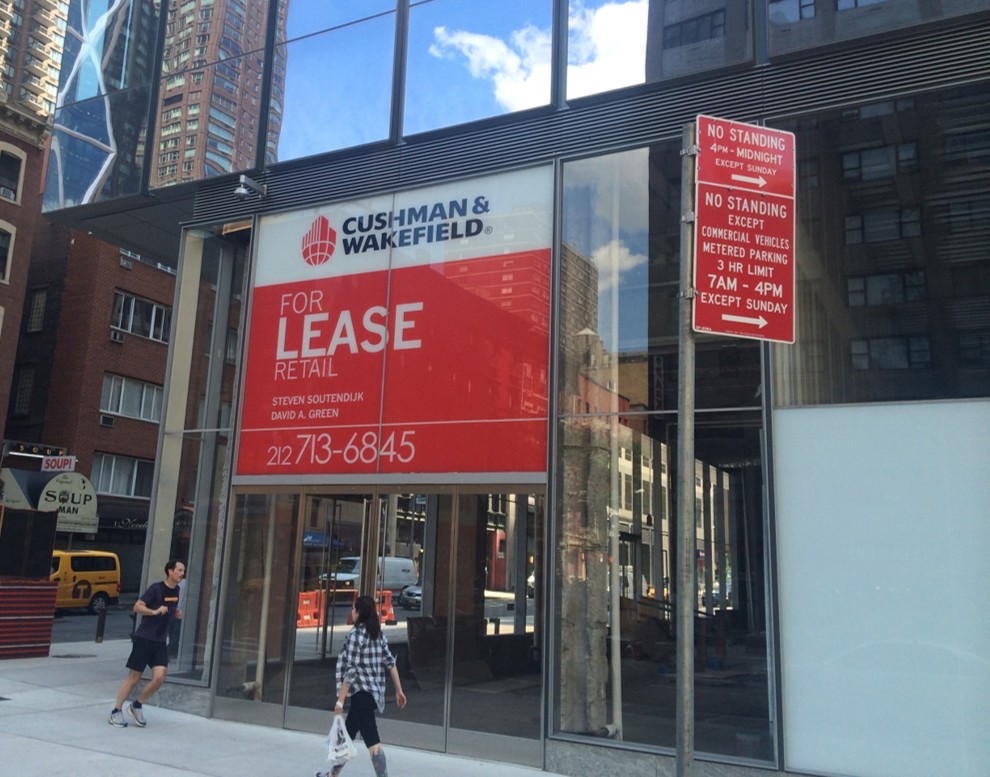 CUSHMAN &
WAKEFIELD®
FOR
LEASE
RETAIL
STEVEN SOUTENDIJK
DAVID A. GREEN
212 713-6845
NO STANDING
4PM - MIDNIGHT
EXCEPT SUNDAY
NO STANDING
EXCEPT
COMMERCIAL VEHICLES
METERED PARKING
3 HR LIMIT
7AM - 4PM
EXCEPT SUNDAY
SOUP
SOUP!
SOUP
MAN